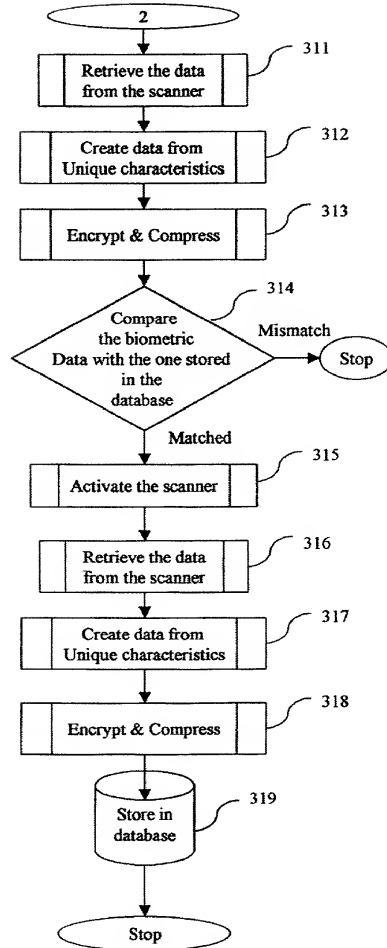 2
Retrieve the data
from the scanner
311
Create data from
Unique characteristics
312
Encrypt & Compress
313
Compare
the biometric
Data with the one stored
in the
database
314
Mismatch
Stop
Matched
Activate the scanner
315
Retrieve the data
from the scanner
316
Create data from
Unique characteristics
317
Encrypt & Compress
318
Store in
database
319
Stop